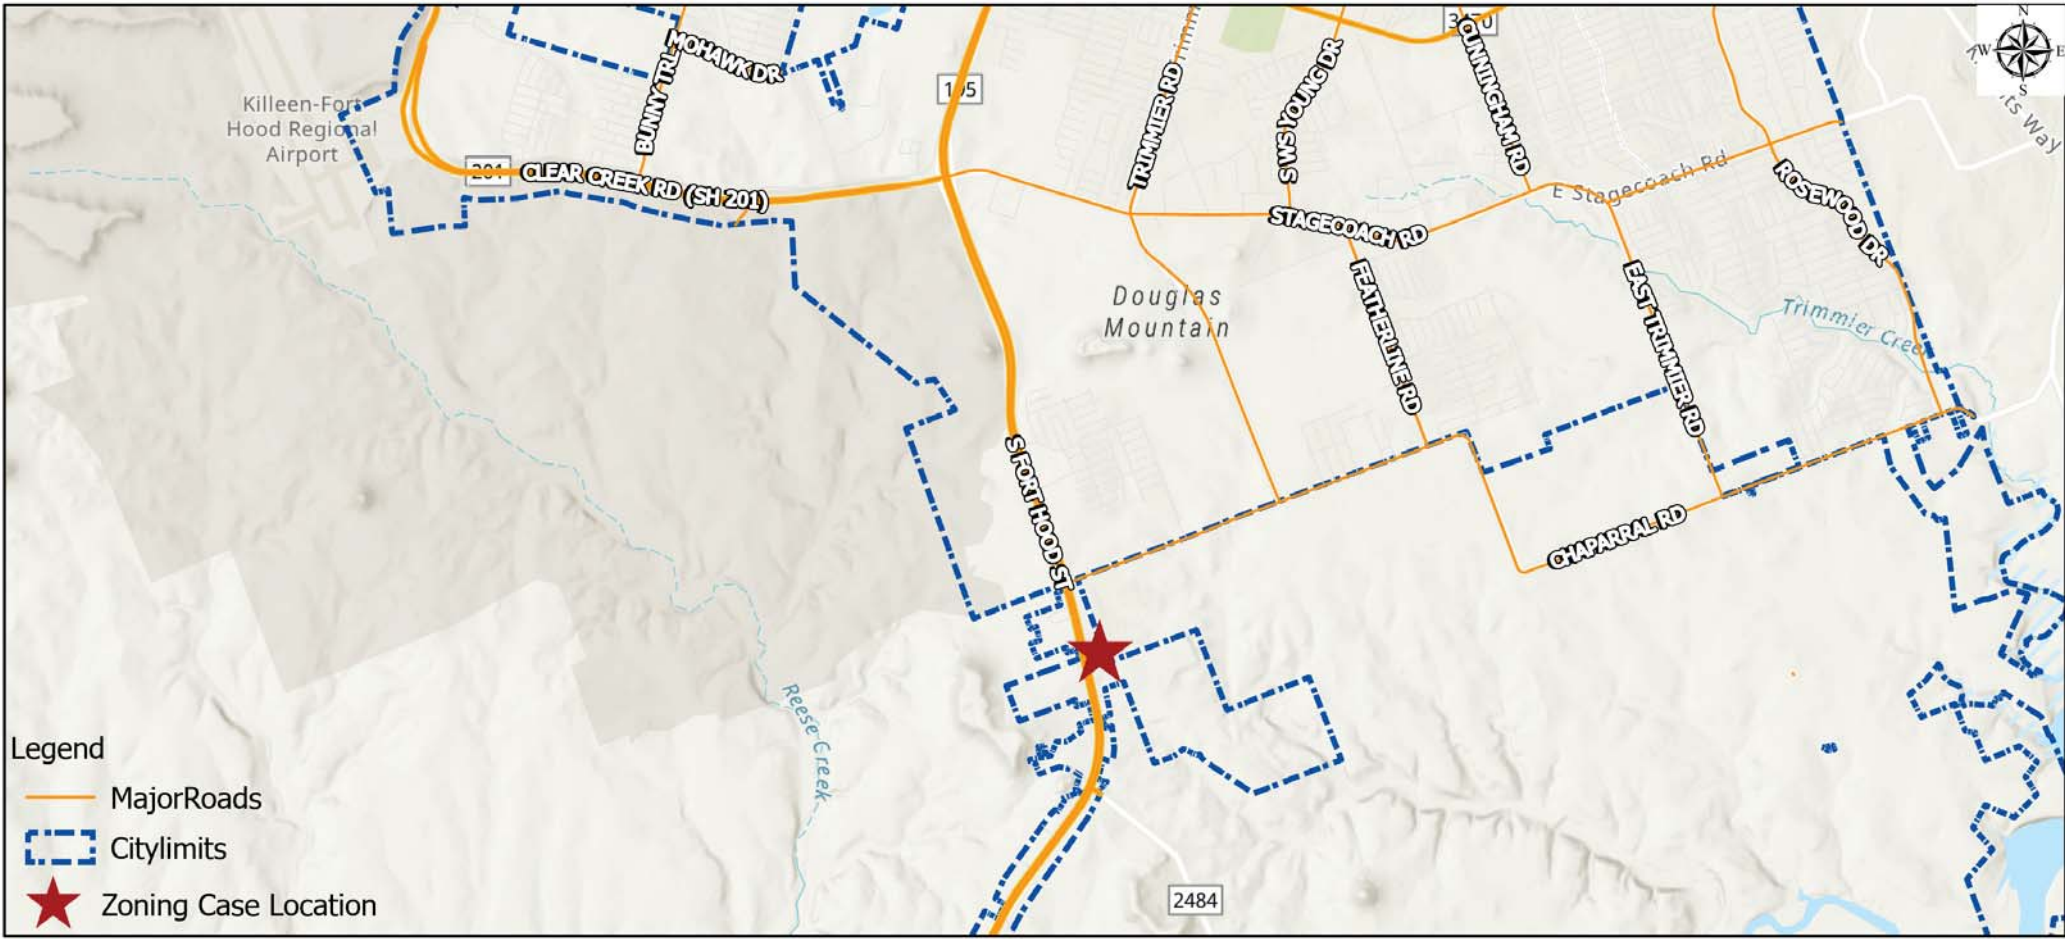 MOHAWK DR
BUNNY TRL
Killeen-Fort
Hood Regional
Airport
201
CLEAR CREEK RD (SH 201)
195
TRIMMIER RD
S WS YOUNG DR
CUNNINGHAM RD
N
W
E
S
E Stagecoach Rd
STAGECOACH RD
ROSEWOOD DR
Douglas
Mountain
FEATHERLINE RD
EAST TRIMMIER RD
Trimmier Creek
S FORT HOOD ST
CHAPARRAL RD
Reese Creek
2484
Legend
MajorRoads
Citylimits
Zoning Case Location